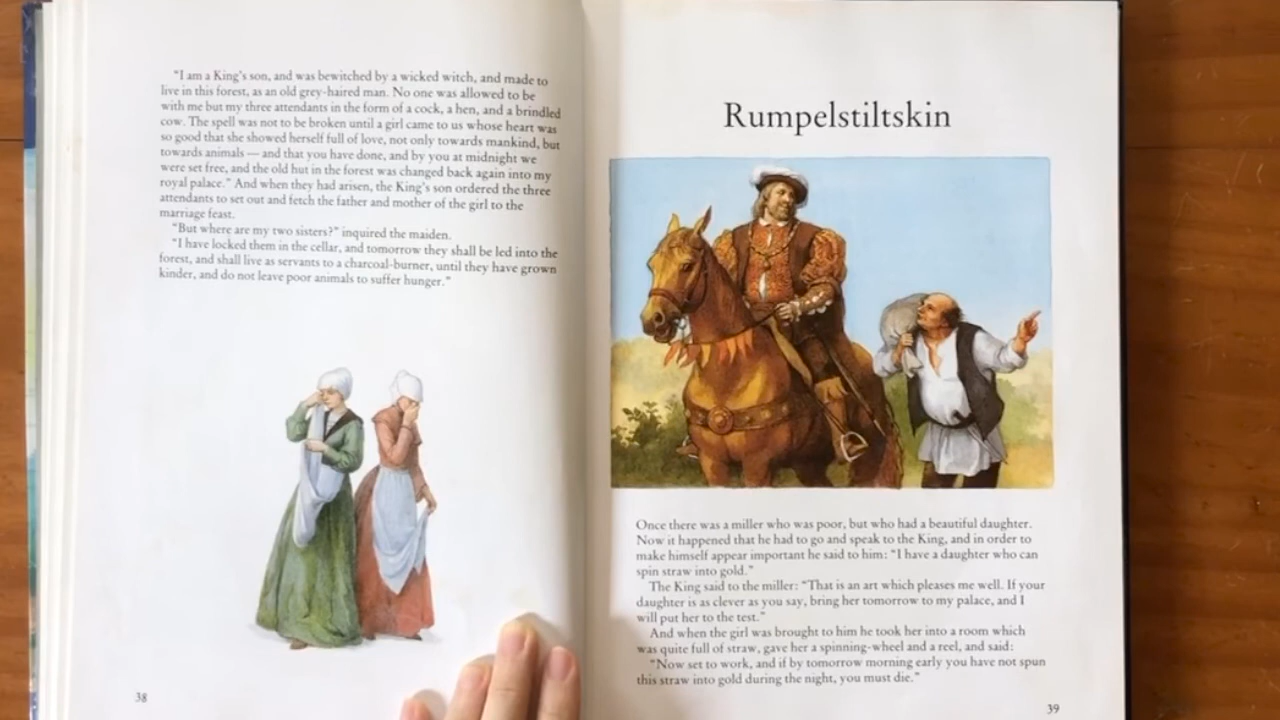 "I am a King's son, and was bewitched by a wicked witch, and made to
live in this forest, as an old grey-haired man. No one was allowed to be
with me but my three attendants in the form of a cock, a hen, and a brindled
cow. The spell was not to be broken until a girl came to us whose heart was
so good that she showed herself full of love, not only towards mankind, but
towards animals — and that you have done, and by you at midnight we
were set free, and the old hut in the forest was changed back again into my
royal palace." And when they had arisen, the King's son ordered the three
attendants to set out and fetch the father and mother of the girl to the
marriage feast.
"But where are my two sisters?" inquired the maiden.
"I have locked them in the cellar, and tomorrow they shall be led into the
forest, and shall live as servants to a charcoal-burner, until they have grown
kinder, and do not leave poor animals to suffer hunger."
38
Rumpelstiltskin
Once there was a miller who was poor, but who had a beautiful daughter.
Now it happened that he had to go and speak to the King, and in order to
make himself appear important he said to him: "I have a daughter who can
spin straw into gold."
The King said to the miller: "That is an art which pleases me well. If your
daughter is as clever as you say, bring her tomorrow to my palace, and I
will put her to the test."
And when the girl was brought to him he took her into a room which
was quite full of straw, gave her a spinning-wheel and a reel, and said:
"Now set to work, and if by tomorrow morning early you have not spun
this straw into gold during the night, you must die."
39